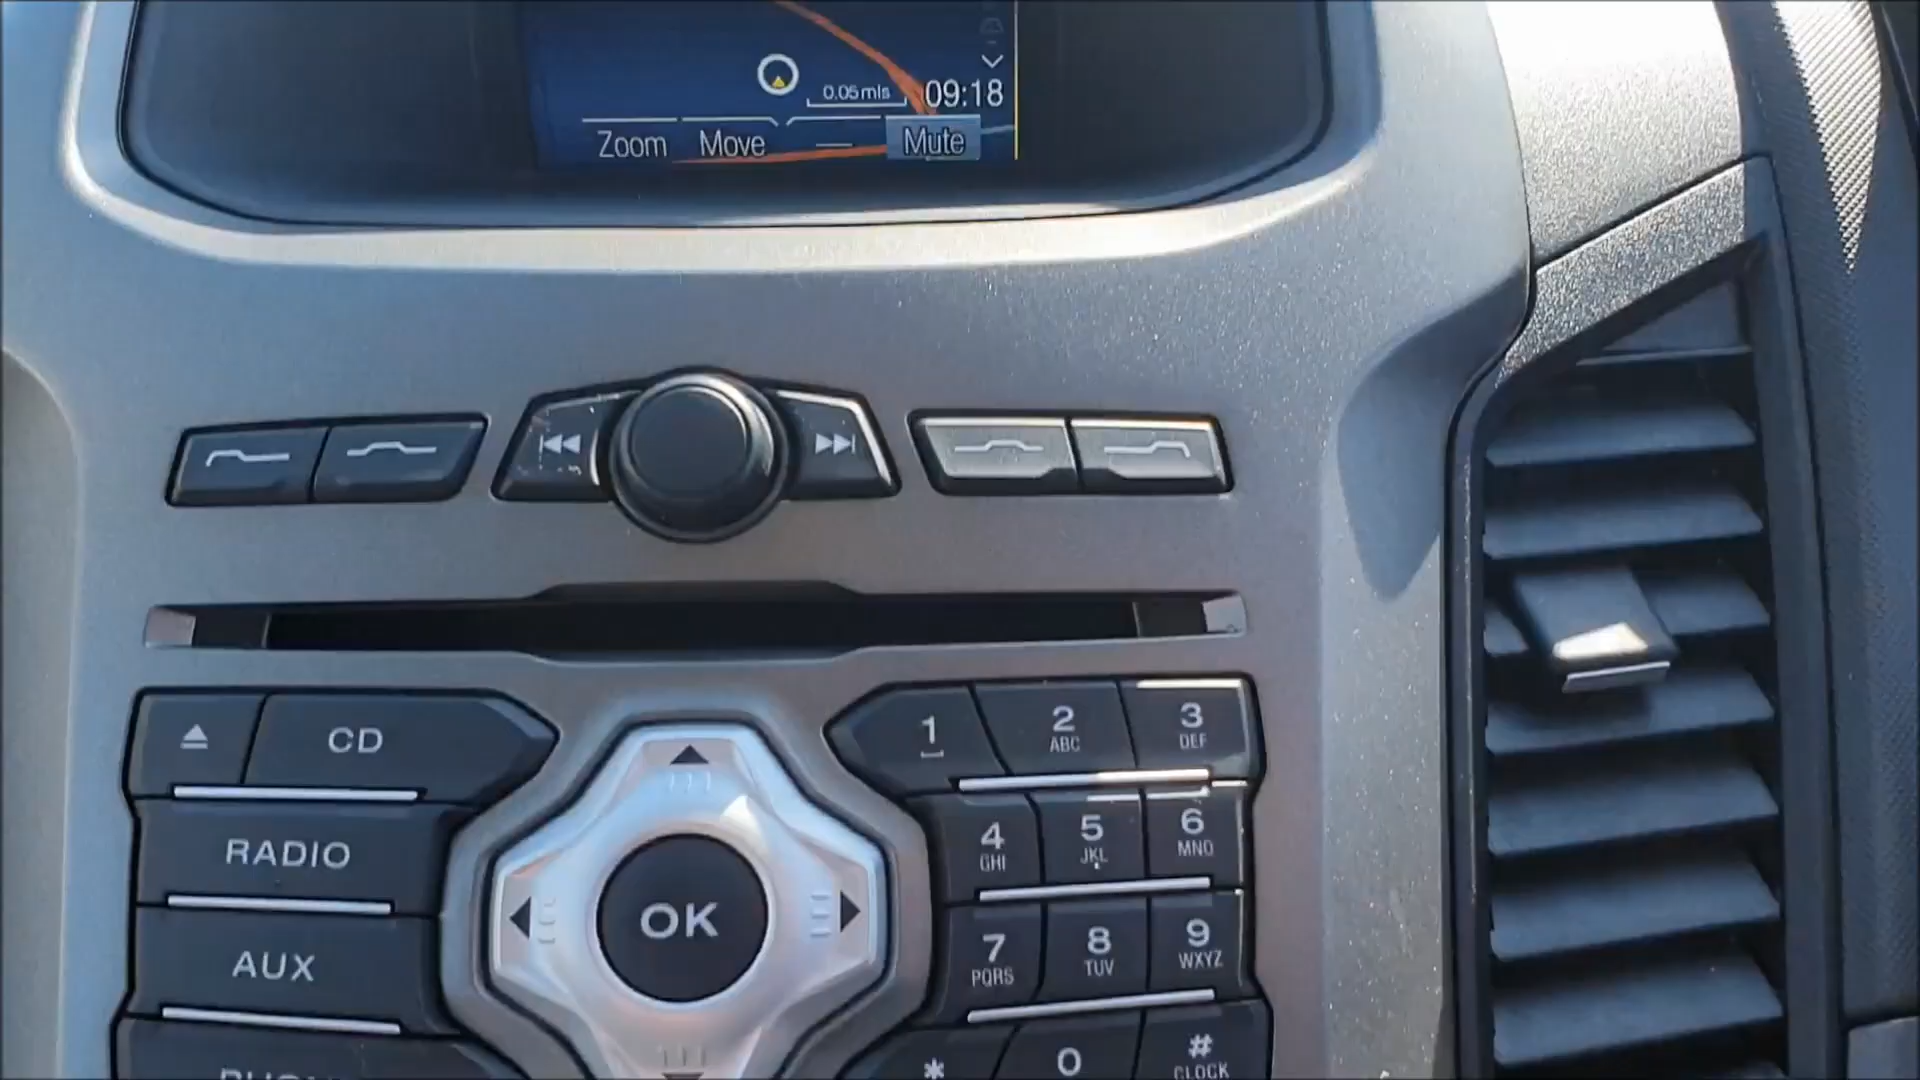 0.05mls 09:18
Zoom Move Mute
CD
RADIO
AUX
OK
1
2 ABC
3 DEF
4 GHI
5 JKL
6 MNO
7 PQRS
8 TUV
9 WXYZ
*
0
# CLOCK